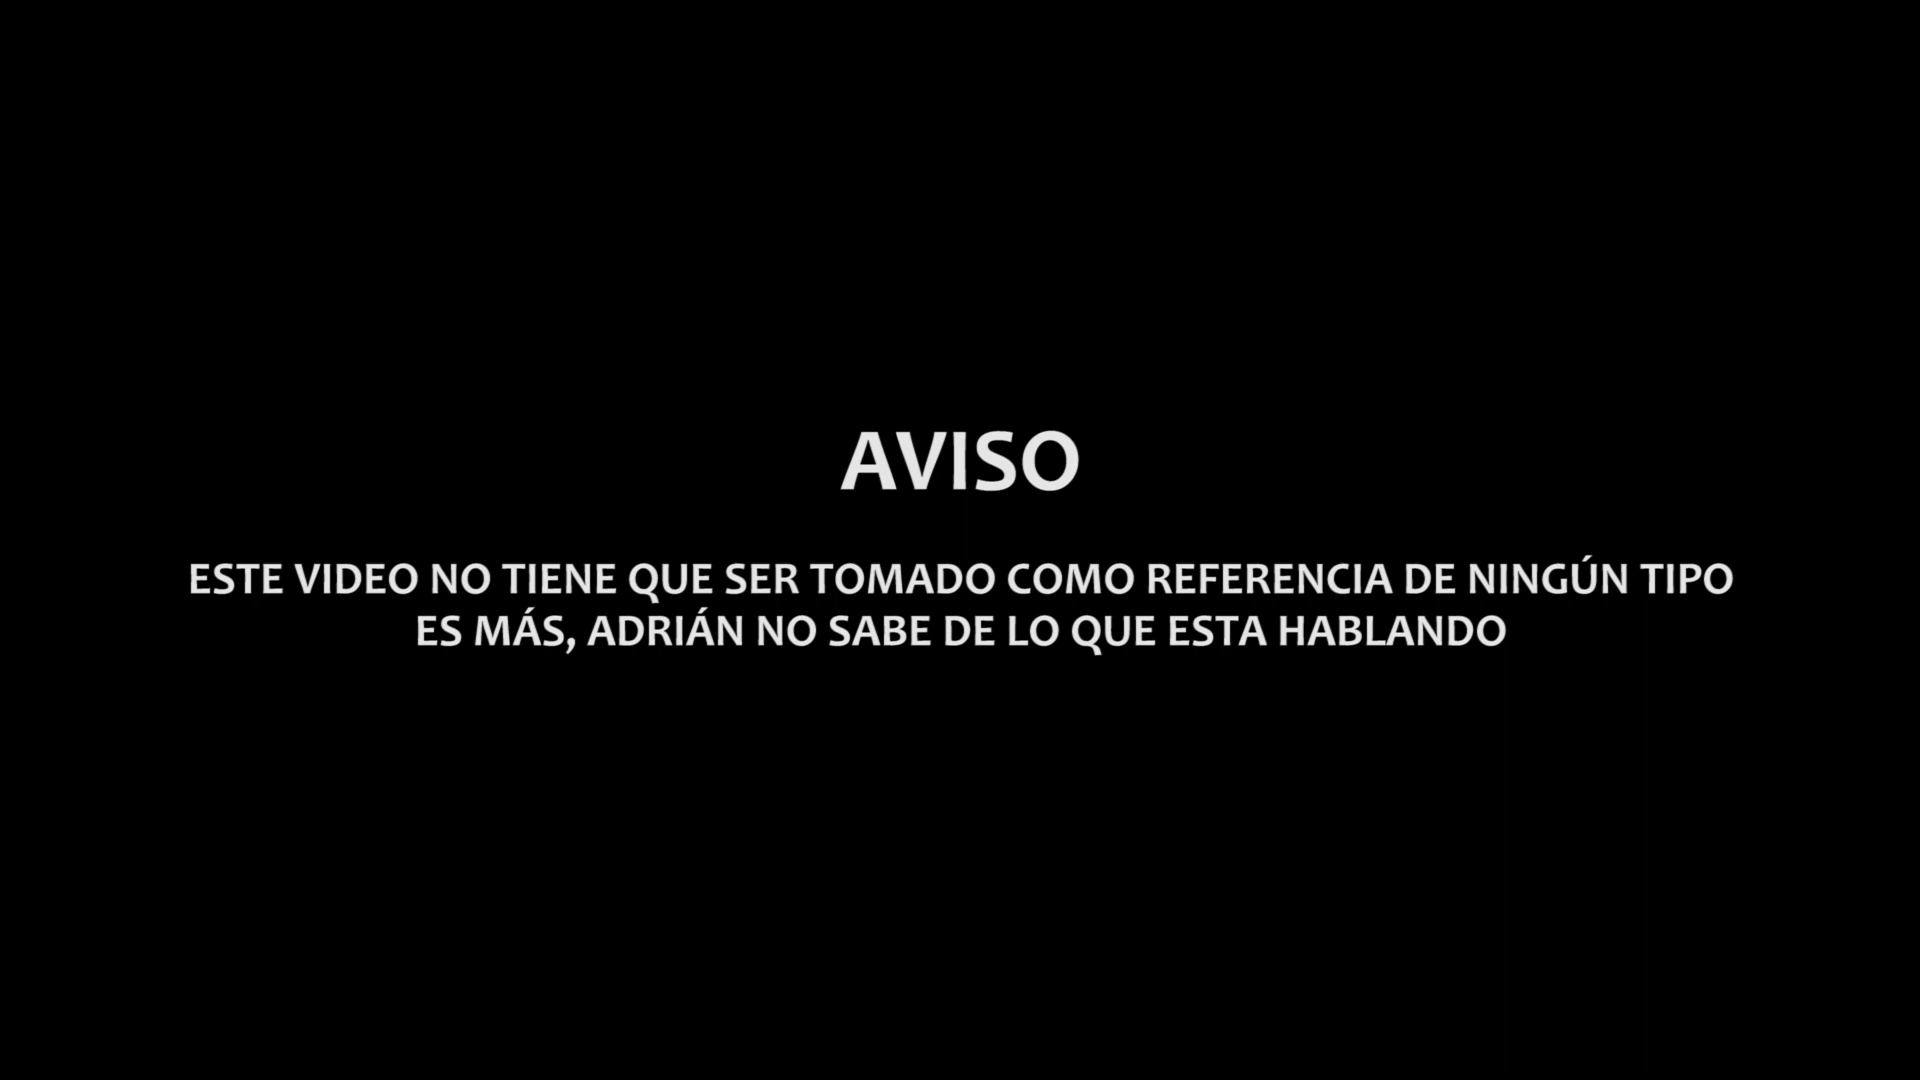 AVISO
ESTE VIDEO NO TIENE QUE SER TOMADO COMO REFERENCIA DE NINGÚN TIPO
ES MÁS, ADRIÁN NO SABE DE LO QUE ESTA HABLANDO